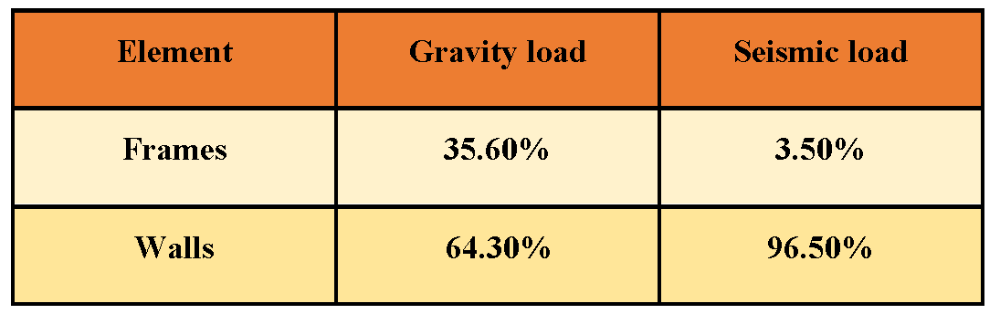 Element Gravity load Seismic load
Frames 35.60% 3.50%
Walls 64.30% 96.50%